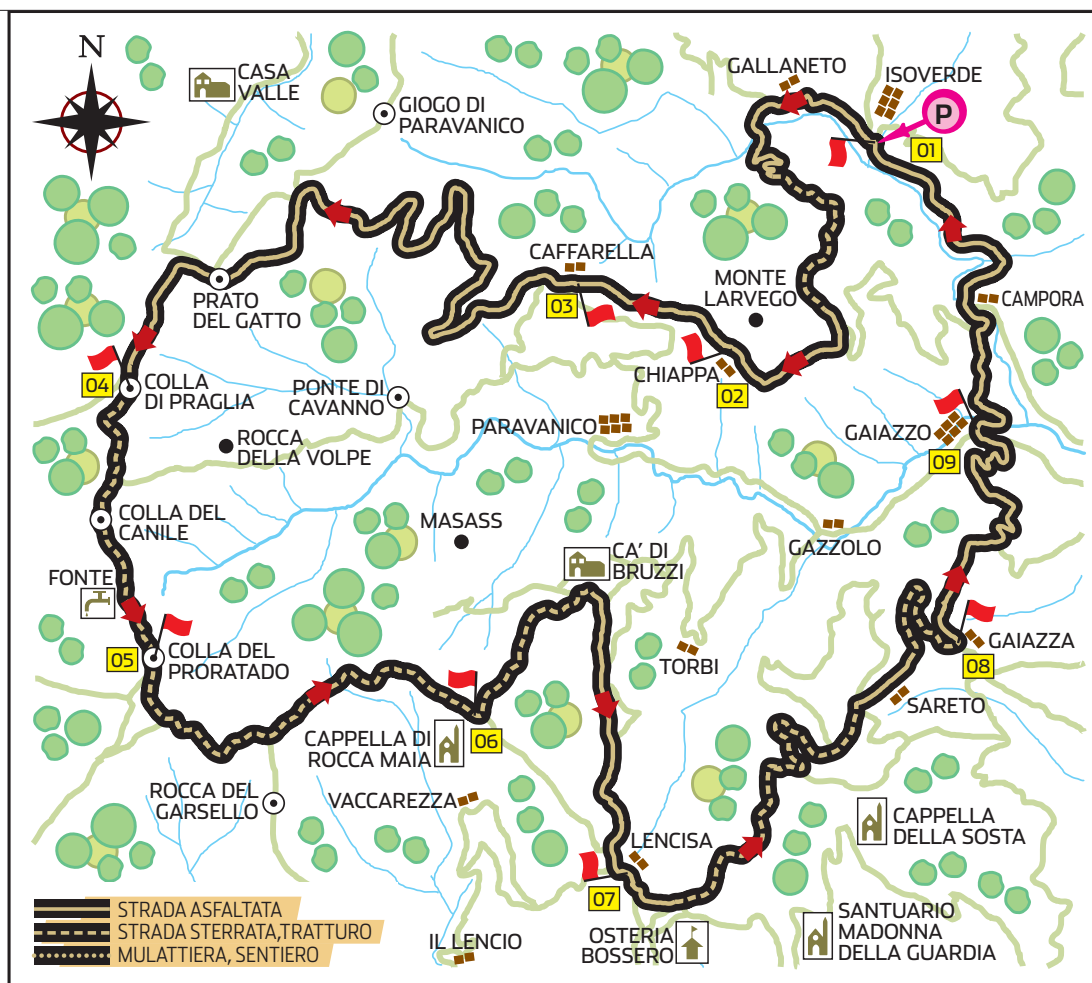 N
CASA
VALLE
GIOGO DI
PARAVANICO
GALLANETO
ISOVERDE
P
01
CAFFARELLA
03
MONTE
LARVEGO
CAMPORA
PRATO
DEL GATTO
CHIAPPA
02
04
COLLA
DI PRAGLIA
PONTE DI
CAVANNO
PARAVANICO
GAIAZZO
09
ROCCA
DELLA VOLPE
COLLA DEL
CANILE
MASASS
GAZZOLO
FONTE
CA' DI
BRUZZI
05
COLLA DEL
PRORATADO
TORBI
GAIAZZA
08
SARETO
CAPPELLA DI
ROCCA MAIA
06
ROCCA DEL
GARSELLO
VACCAREZZA
LENCISA
CAPPELLA
DELLA SOSTA
07
STRADA ASFALTATA
STRADA STERRATA,TRATTURO
MULATTIERA, SENTIERO
IL LENCIO
OSTERIA
BOSSERO
SANTUARIO
MADONNA
DELLA GUARDIA